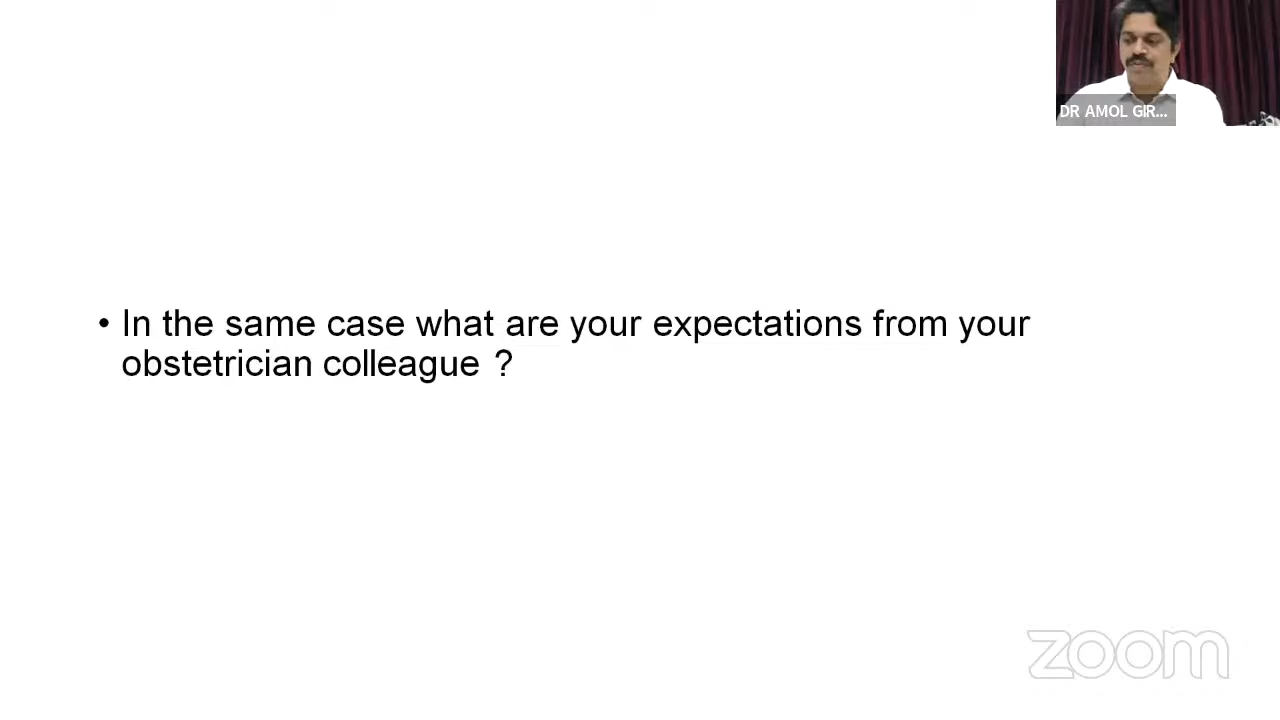 DR AMOL GIR...
• In the same case what are your expectations from your
obstetrician colleague ?
zoom